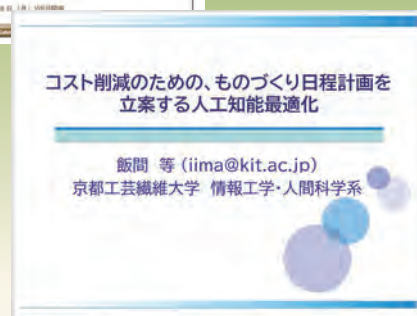 コスト削減のための、ものづくり日程計画を
立案する人工知能最適化
飯間 等 (iima@kit.ac.jp)
京都工芸繊維大学 情報工学・人間科学系